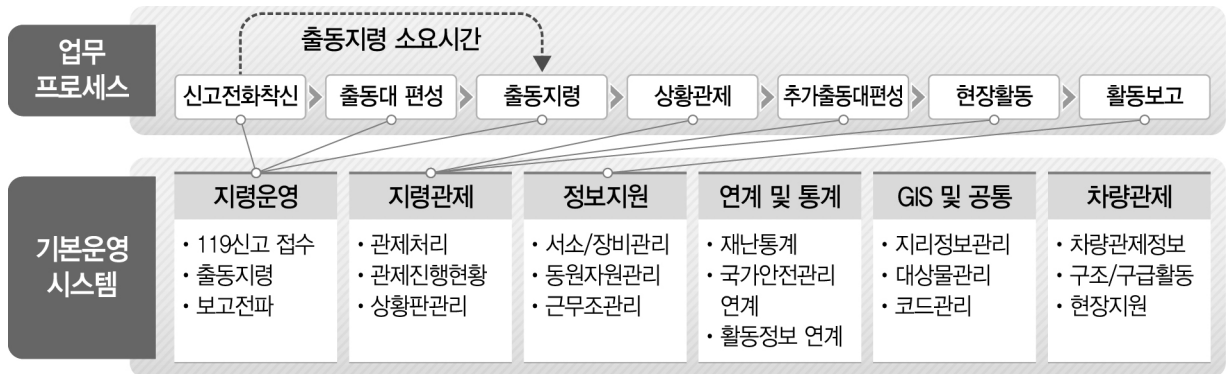 업무
프로세스
출동지령 소요시간
신고전화착신
출동대 편성
출동지령
상황관제
추가출동대편성
현장활동
활동보고
기본운영
시스템
지령운영
· 119신고 접수
· 출동지령
· 보고전파
지령관제
· 관제처리
· 관제진행현황
· 상황판관리
정보지원
· 서소/장비관리
· 동원자원관리
· 근무조관리
연계 및 통계
· 재난통계
· 국가안전관리
연계
· 활동정보 연계
GIS 및 공통
· 지리정보관리
· 대상물관리
· 코드관리
차량관제
· 차량관제정보
· 구조/구급활동
· 현장지원